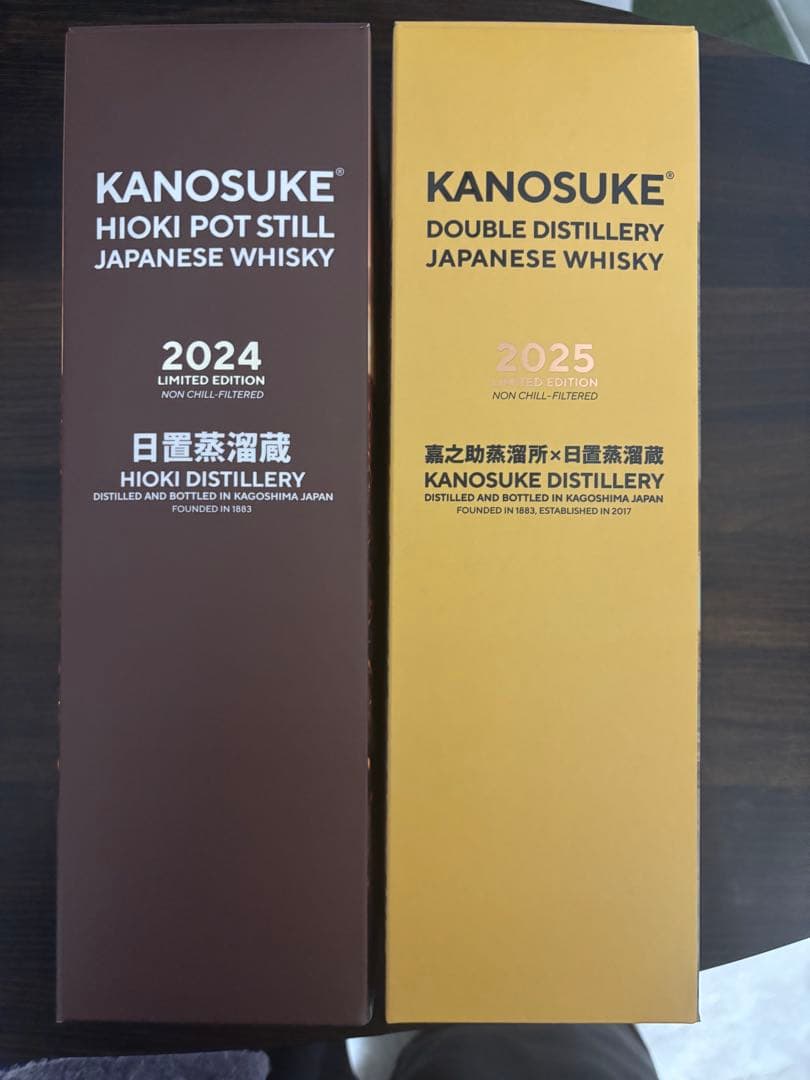 KANOSUKE®
HIOKI POT STILL
JAPANESE WHISKY
2024
LIMITED EDITION
NON CHILL-FILTERED
日置蒸溜蔵
HIOKI DISTILLERY
DISTILLED AND BOTTLED IN KAGOSHIMA JAPAN
FOUNDED IN 1883
KANOSUKE®
DOUBLE DISTILLERY
JAPANESE WHISKY
2025
LIMITED EDITION
NON CHILL-FILTERED
嘉之助蒸溜所×日置蒸溜蔵
KANOSUKE DISTILLERY
DISTILLED AND BOTTLED IN KAGOSHIMA JAPAN
FOUNDED IN 1883, ESTABLISHED IN 2017